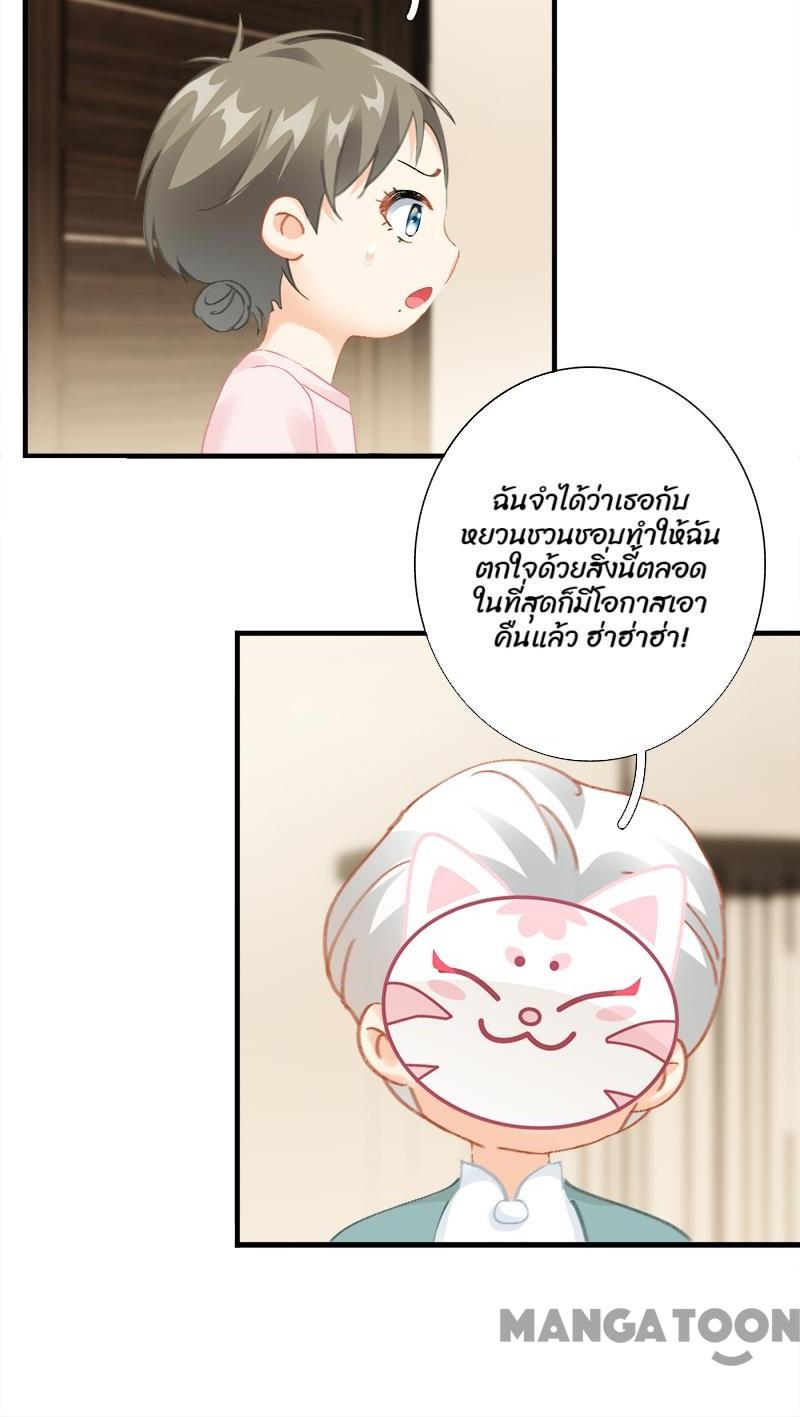 ฉันจำได้ว่าเธอกับ
หยวนชวนชอบทำให้ฉัน
ตกใจด้วยสิ่งนี้ตลอด
ในที่สุดก็มีโอกาสเอา
คืนแล้ว ฮ่าฮ่าฮ่า!
MANGATOON